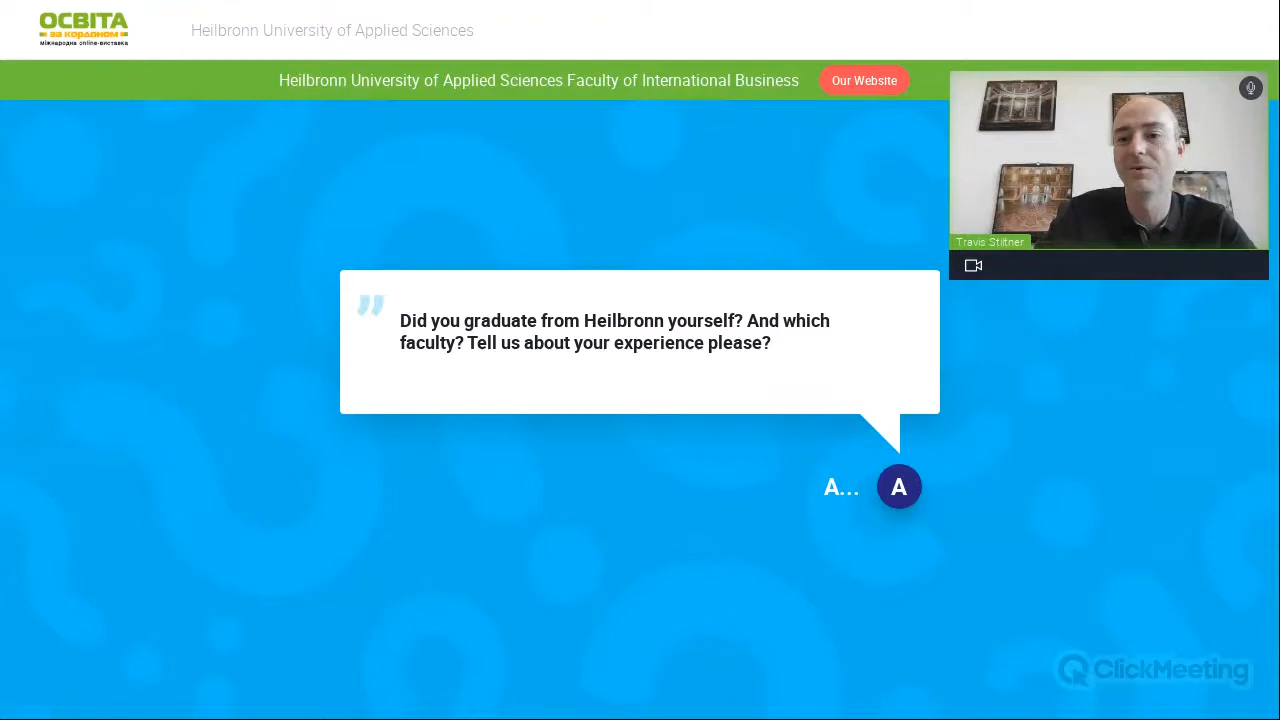 ОСВІТА
ЗА КОРДОНОМ
міжнародна online-виставка
Heilbronn University of Applied Sciences
Heilbronn University of Applied Sciences Faculty of International Business
Our Website
Travis Stiitner
Did you graduate from Heilbronn yourself? And which
faculty? Tell us about your experience please?
A...
A
ClickMeeting